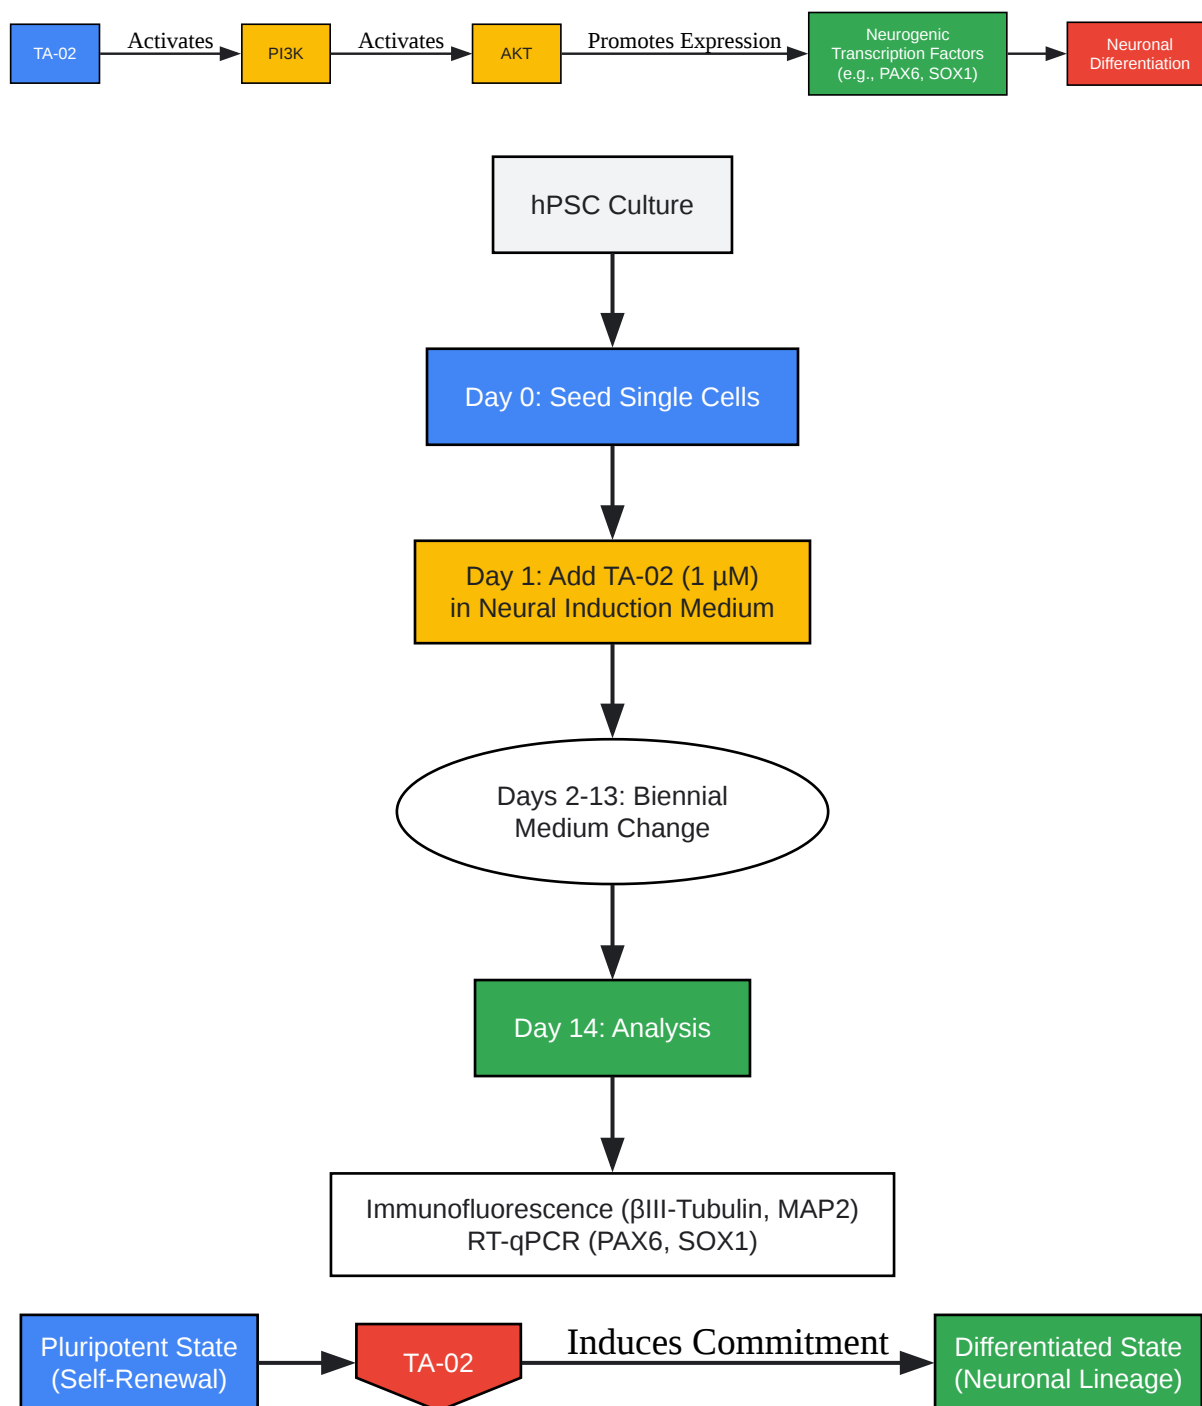 TA-02
Activates
PI3K
Activates
AKT
Promotes Expression
Neurogenic
Transcription Factors
(e.g., PAX6, SOX1)
Neuronal
Differentiation
hPSC Culture
Day 0: Seed Single Cells
Day 1: Add TA-02 (1 µM)
in Neural Induction Medium
Days 2-13: Biennial
Medium Change
Day 14: Analysis
Immunofluorescence (βIII-Tubulin, MAP2)
RT-qPCR (PAX6, SOX1)
Pluripotent State
(Self-Renewal)
TA-02
Induces Commitment
Differentiated State
(Neuronal Lineage)